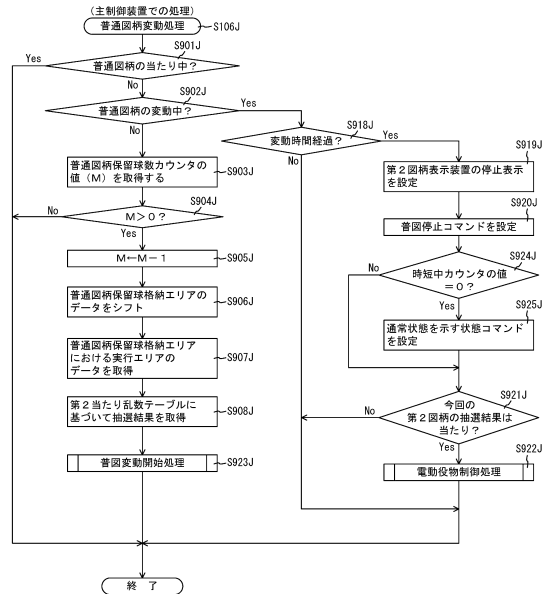 (主制御装置での処理)
普通図柄変動処理
S106J
S901J
普通図柄の当たり中?
Yes
No
S902J
普通図柄の変動中?
Yes
No
普通図柄保留球数カウンタの
値(M)を取得する
S903J
S904J
M>0?
No
Yes
M←M-1
S905J
普通図柄保留球格納エリアの
データをシフト
S906J
普通図柄保留球格納エリア
における実行エリアの
データを取得
S907J
第2当たり乱数テーブルに
基づいて抽選結果を取得
S908J
普図変動開始処理
S923J
S918J
変動時間経過?
Yes
No
S919J
第2図柄表示装置の停止表示
を設定
S920J
普図停止コマンドを設定
S924J
時短中カウンタの値
=0?
No
Yes
S925J
通常状態を示す状態コマンド
を設定
S921J
今回の
第2図柄の抽選結果は
当たり?
No
Yes
S922J
電動役物制御処理
終了